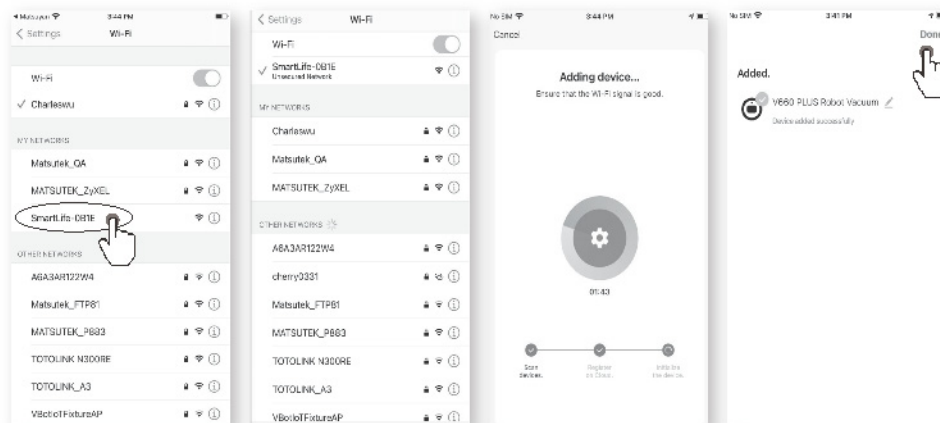 Matsuyun 3:44 PM
Settings Wi-Fi
Wi-Fi
Charleswu
MY NETWORKS
Matsutek_QA
MATSUTEK_ZyXEL
SmartLife-0B1E
OTHER NETWORKS
A6A3AR122W4
Matsutek_FTP81
MATSUTEK_P883
TOTOLINK N300RE
TOTOLINK_A3
VBotIoTFixtureAP
Settings Wi-Fi
Wi-Fi
SmartLife-0B1E
Unsecured Network
MY NETWORKS
Charleswu
Matsutek_QA
MATSUTEK_ZyXEL
OTHER NETWORKS
A6A3AR122W4
cherry0331
Matsutek_FTP81
MATSUTEK_P883
TOTOLINK N300RE
TOTOLINK_A3
VBotIoTFixtureAP
No SIM 3:44 PM
Cancel
Adding device...
Ensure that the Wi-Fi signal is good.
01:43
Scan
devices.
Register
on Cloud.
Initialize
the device.
No SIM 3:41 PM
Done
Added.
V660 PLUS Robot Vacuum
Device added successfully